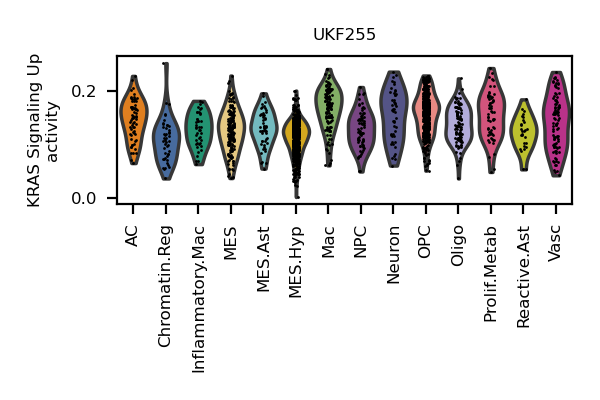 UKF255
KRAS Signaling Up
activity
0.2
0.0
AC
Chromatin.Reg
Inflammatory.Mac
MES
MES.Ast
MES.Hyp
Mac
NPC
Neuron
OPC
Oligo
Prolif.Metab
Reactive.Ast
Vasc